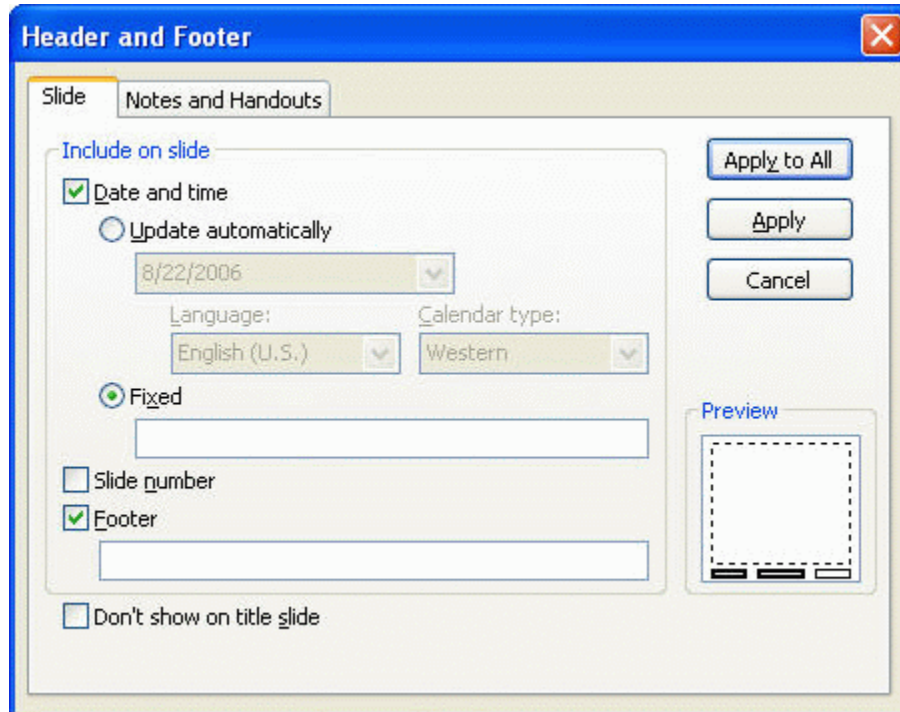 Header and Footer
Slide
Notes and Handouts
Include on slide
Date and time
Update automatically
8/22/2006
Language:
Calendar type:
English (U.S.)
Western
Fixed
Slide number
Footer
Don't show on title slide
Apply to All
Apply
Cancel
Preview